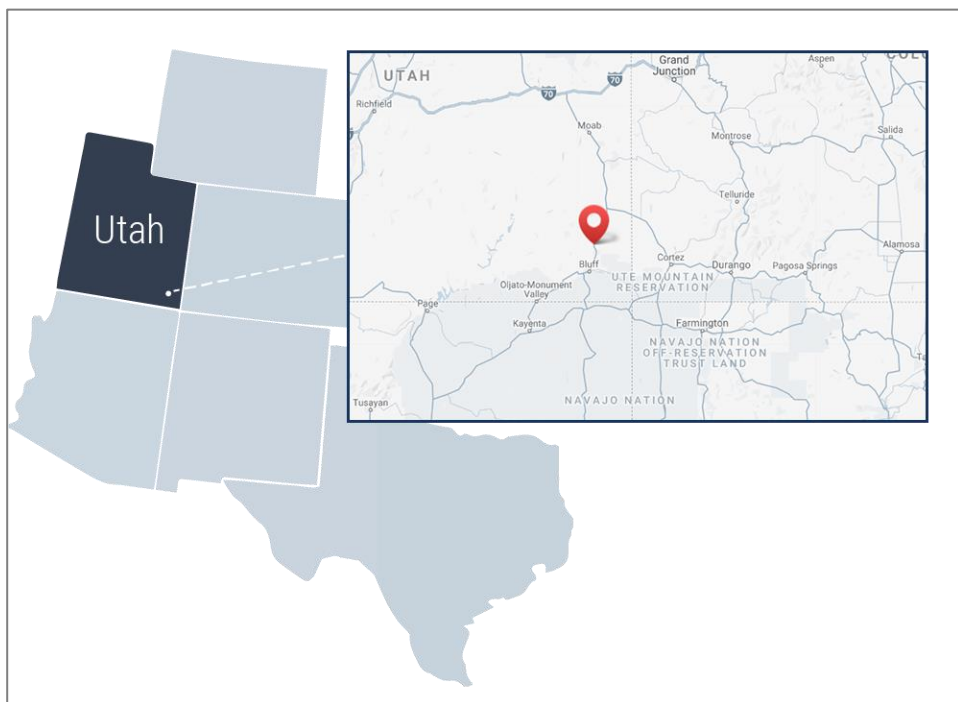 Utah
UTAH
Grand
Junction
Aspen
70
70
Richfield
Moab
Montrose
Salida
Telluride
Bluff
Cortez
Durango
Pagosa Springs
Alamosa
UTE MOUNTAIN
RESERVATION
Oljato-Monument
Valley
Page
Kayenta
Farmington
NAVAJO NATION
OFF-RESERVATION
TRUST LAND
NAVAJO NATION
Tusayan